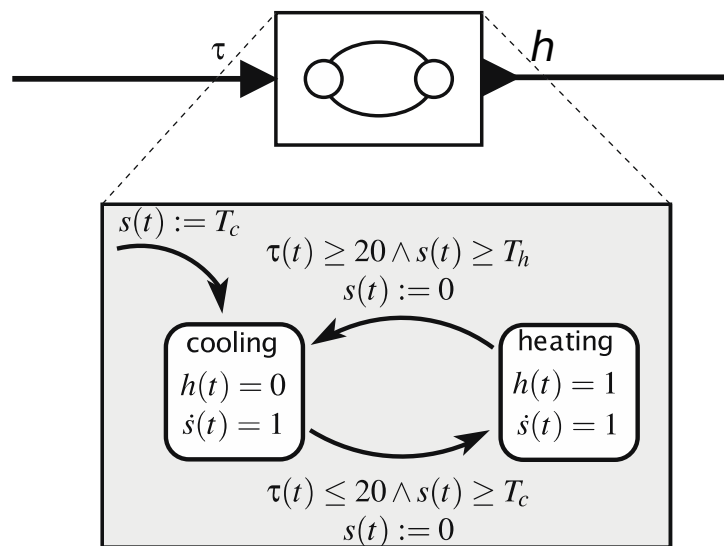 τ
h
s(t) := T_c
τ(t) ≥ 20 ∧ s(t) ≥ T_h
s(t) := 0
cooling
h(t) = 0
ṡ(t) = 1
heating
h(t) = 1
ṡ(t) = 1
τ(t) ≤ 20 ∧ s(t) ≥ T_c
s(t) := 0